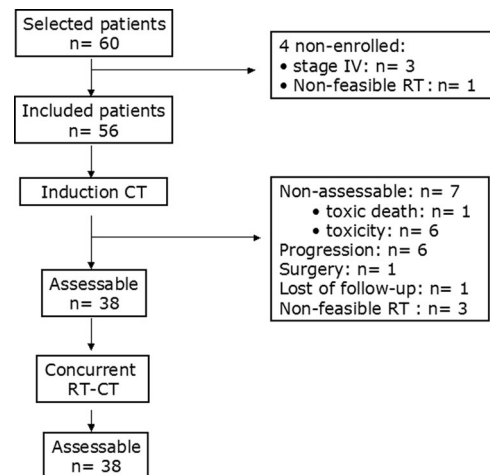 Selected patients
n= 60
4 non-enrolled:
• stage IV: n= 3
• Non-feasible RT: n= 1
Included patients
n= 56
Induction CT
Non-assessable: n= 7
• toxic death: n= 1
• toxicity: n= 6
Progression: n= 6
Surgery: n= 1
Lost of follow-up: n= 1
Non-feasible RT : n= 3
Assessable
n= 38
Concurrent
RT-CT
Assessable
n= 38